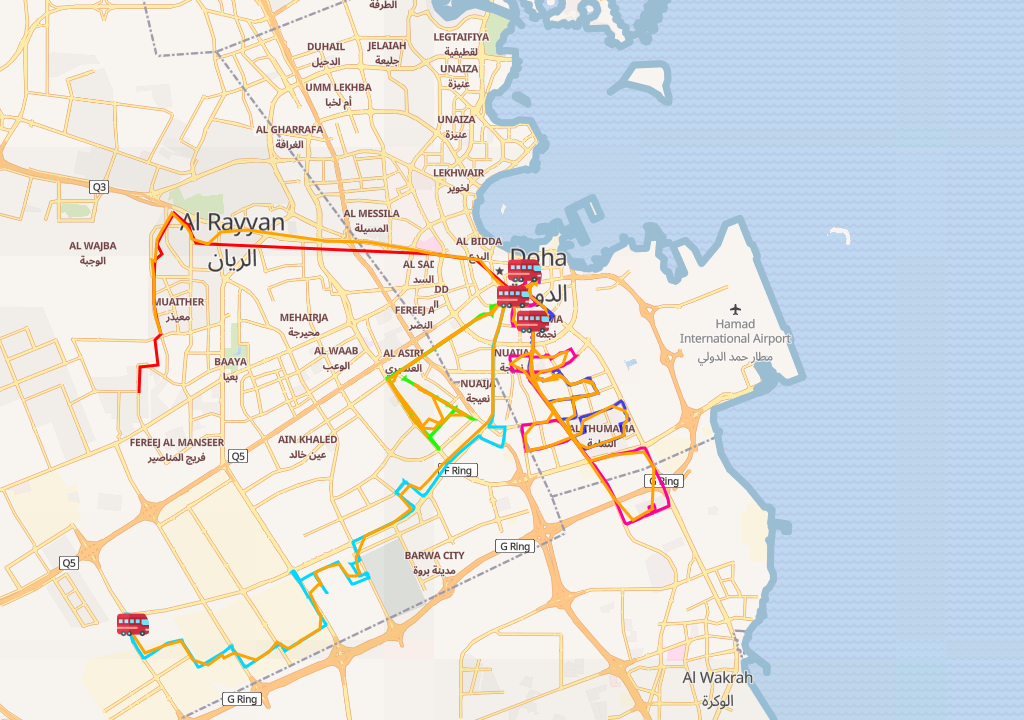 الطرفة
DUHAIL
الدحيل
JELAIAH
جليعة
LEGTAIFIYA
لقطيفية
UNAIZA
عنيزة
UMM LEKHBA
أم لخبا
UNAIZA
عنيزة
AL GHARRAFA
الغرافة
LEKHWAIR
لخوير
Q3
AL MESSILA
المسيلة
Al Rayyan
الريان
AL WAJBA
الوجبة
AL BIDDA
البدع
Doha
AL SAD
السد
DD
MUAITHER
معيذر
MEHAIRJA
محيرجة
FEREEJ A
النصر
MA
نجمة
Hamad
International Airport
مطار حمد الدولي
AL WAAB
الوعب
AL ASIRI
العسيري
NUAIJA
BAAYA
بعيا
NUAIJA
نعيجة
AL THUMAMA
الثمامة
FEREEJ AL MANSEER
فريج المناصير
Q5
AIN KHALED
عين خالد
F Ring
G Ring
G Ring
BARWA CITY
مدينة بروة
Q5
G Ring
Al Wakrah
الوكرة